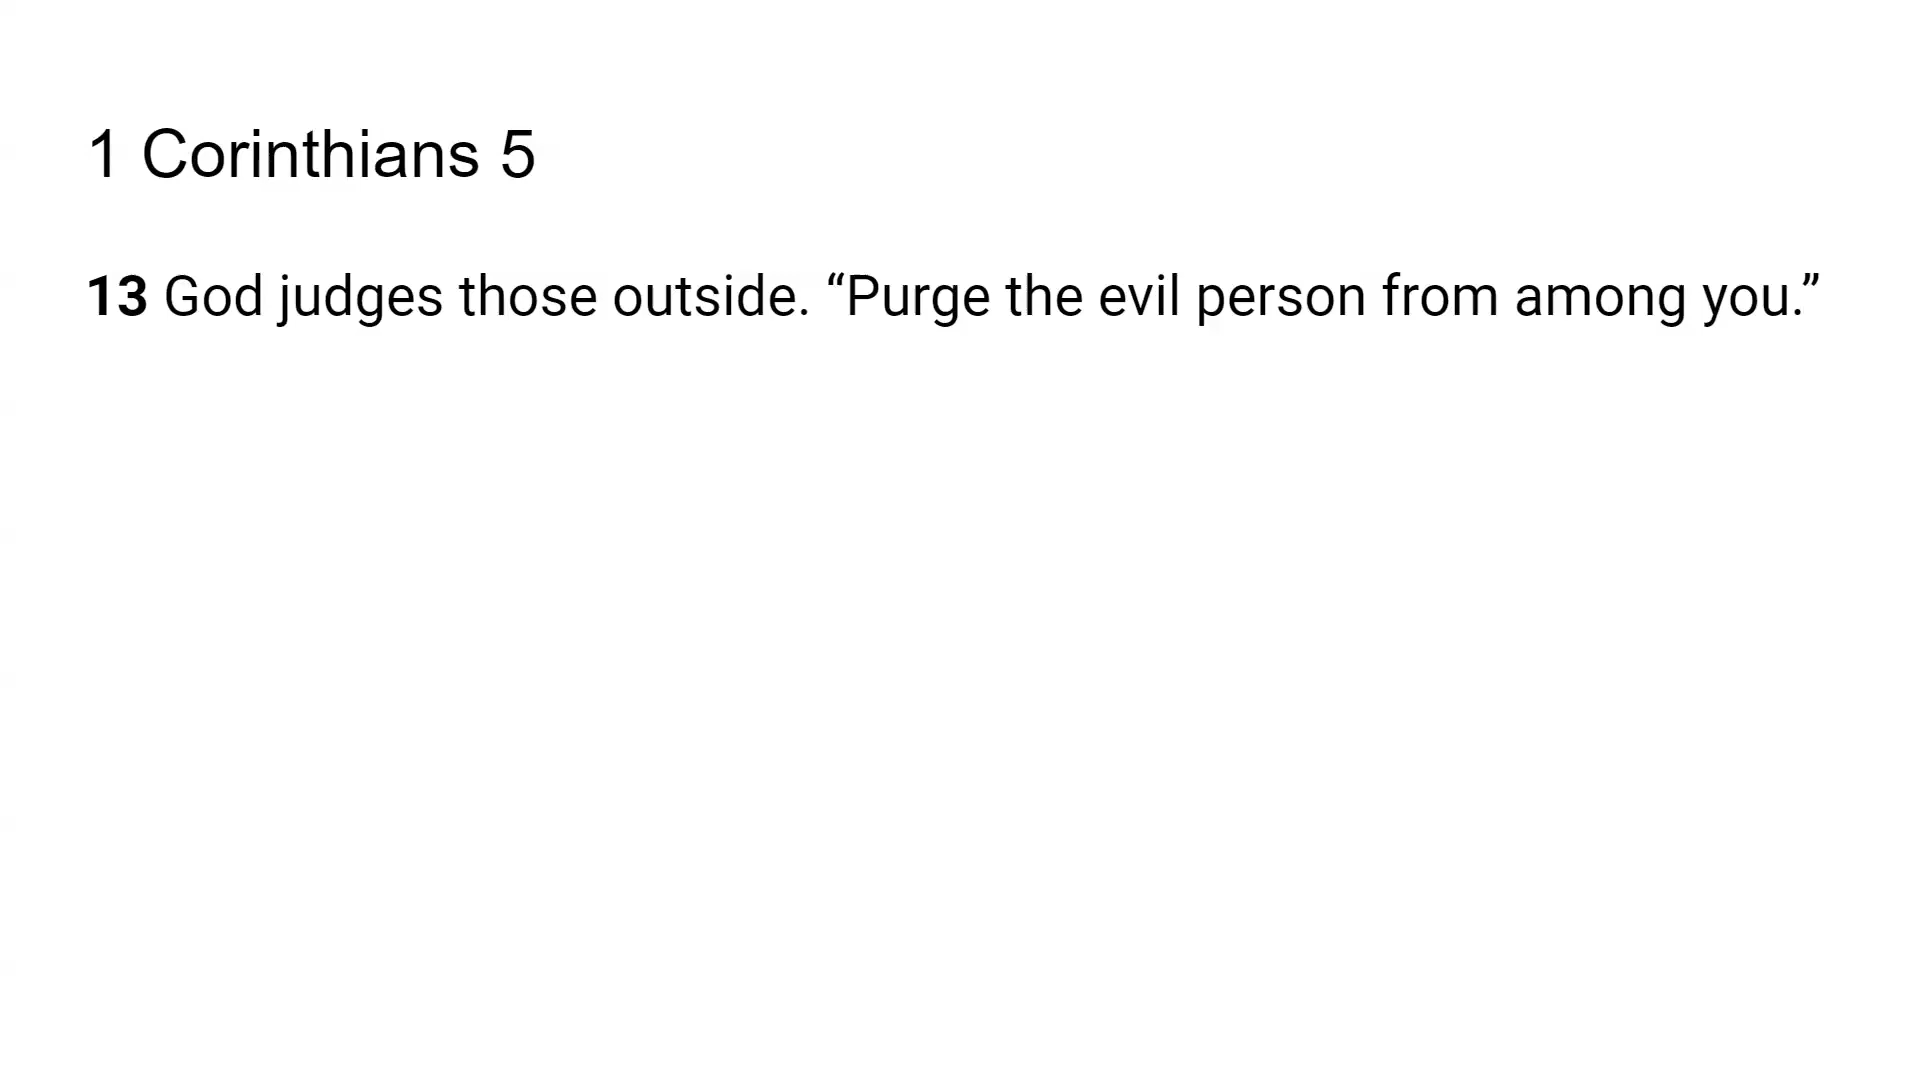 1 Corinthians 5
13 God judges those outside. “Purge the evil person from among you.”